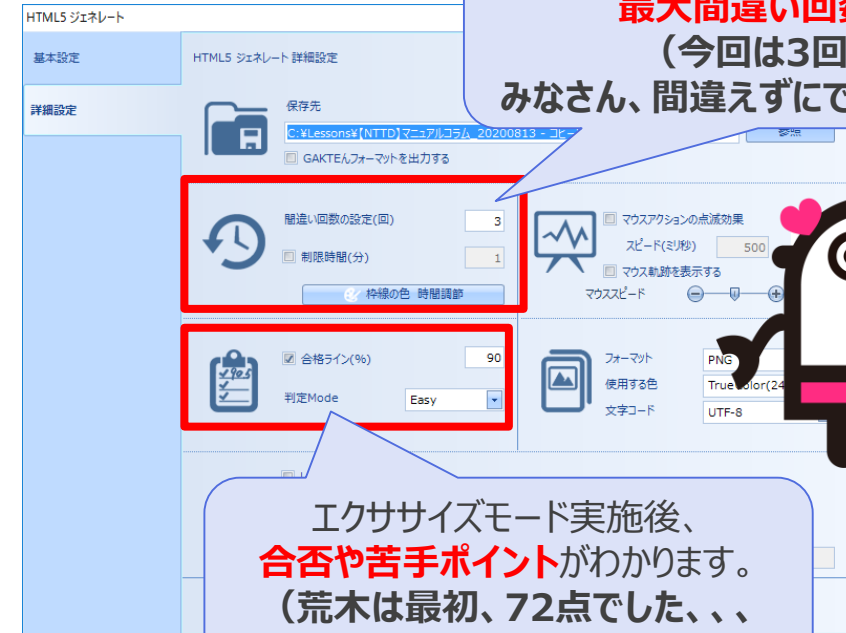 HTML5 ジェネレート
最大間違い回
（今回は3回
みなさん、間違えずにで
基本設定
詳細設定
HTML5 ジェネレート 詳細設定
保存先
C:¥Lessons¥【NTTD】マニュアルコラム_20200813 - コピー
参照
GAKTEんフォーマットを出力する
間違い回数の設定(回)
3
制限時間(分)
1
枠線の色 時間調節
マウスアクションの点滅効果
スピード(ミリ秒)
500
マウス軌跡を表示する
マウススピード
合格ライン(%)
90
判定Mode
Easy
フォーマット
PNG
使用する色
TrueColor(24
文字コード
UTF-8
エクササイズモード実施後、
合否や苦手ポイントがわかります。
（荒木は最初、72点でした、、、